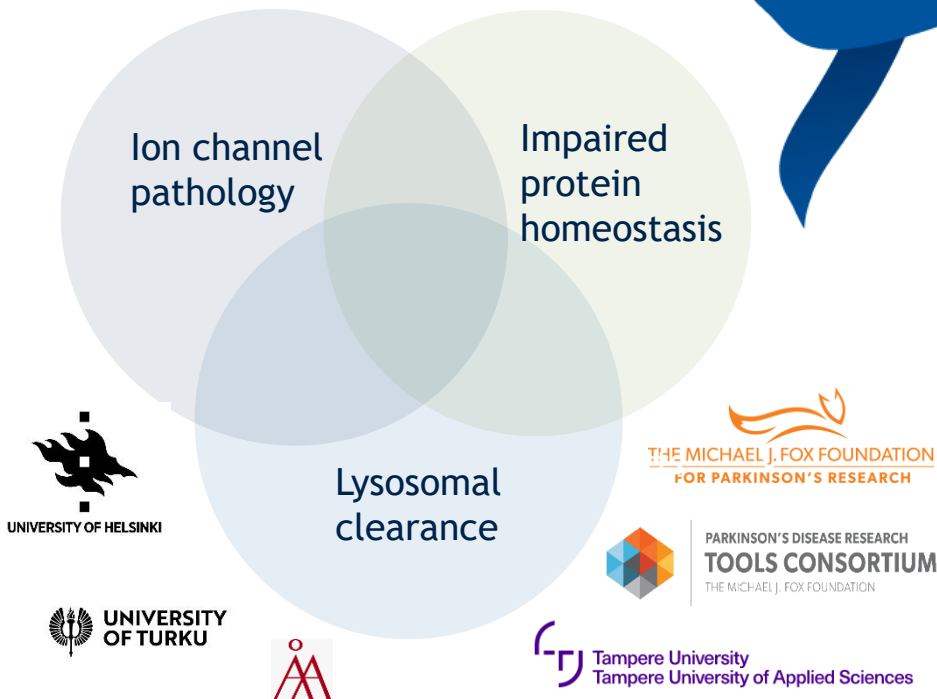 Ion channel
pathology
Impaired
protein
homeostasis
Lysosomal
clearance
UNIVERSITY OF HELSINKI
THE MICHAEL J. FOX FOUNDATION
FOR PARKINSON'S RESEARCH
PARKINSON'S DISEASE RESEARCH
TOOLS CONSORTIUM
THE MICHAEL J. FOX FOUNDATION
UNIVERSITY
OF TURKU
Tampere University
Tampere University of Applied Sciences